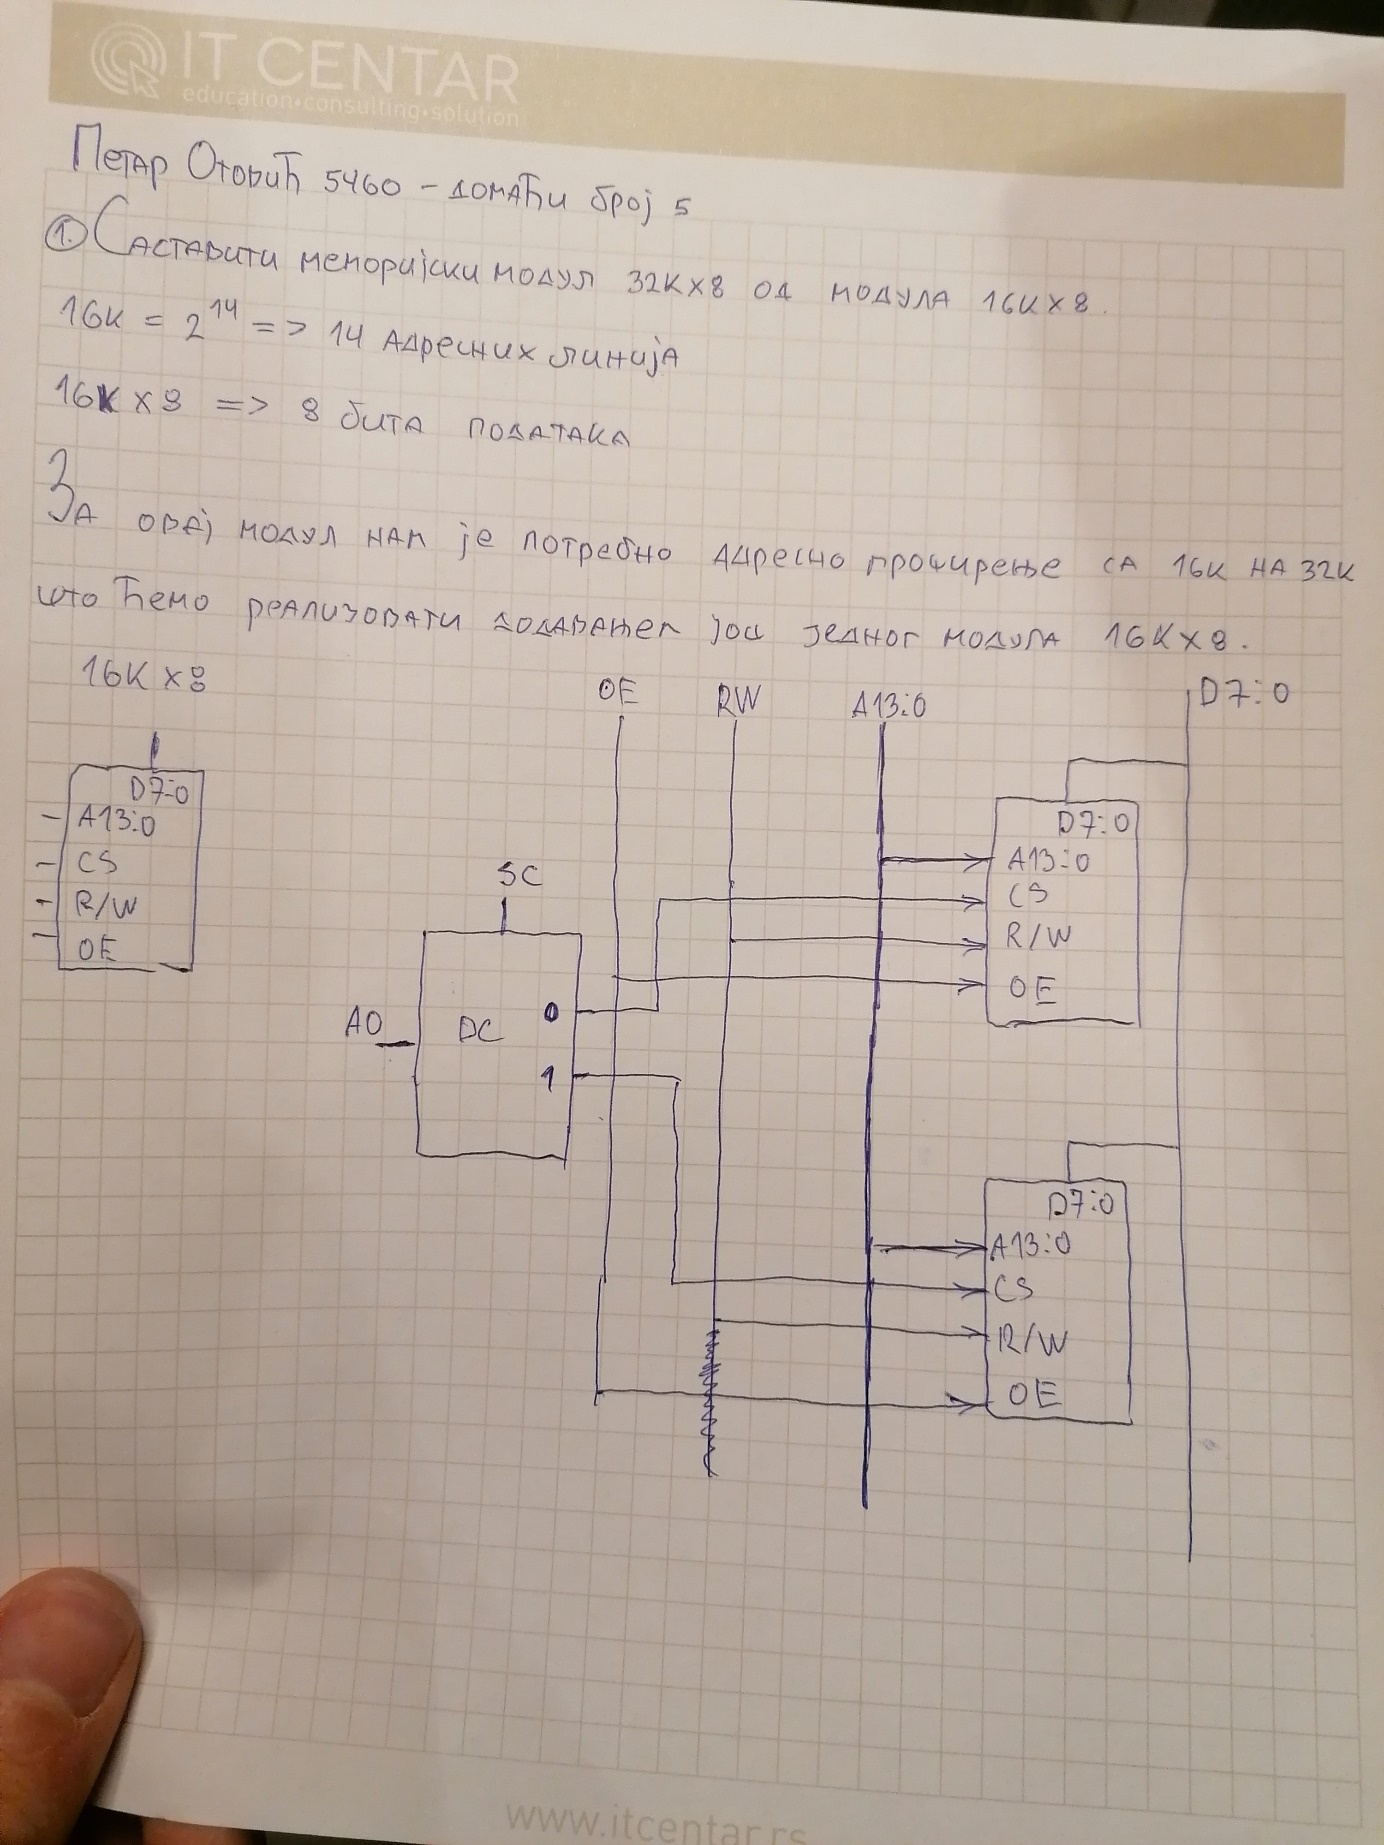 IT CENTAR
education•consulting•solution
Петар Отовић 5460 – домаћи број 5
1. Саставити меморијски модул 32K x 8 од модула 16K x 8.
16K = 2^14 => 14 адресних линија
16K x 8 => 8 бита података
За овај модул нам је потребно адресно проширење са 16K на 32K
што ћемо реализовати додавањем још једног модула 16K x 8.
16K x 8
OE RW A13:0 D7:0
D7:0
A13:0
CS
R/W
OE
SC
A0 DC 0
1
D7:0
A13:0
CS
R/W
OE
D7:0
A13:0
CS
R/W
OE
www.itcentar.rs